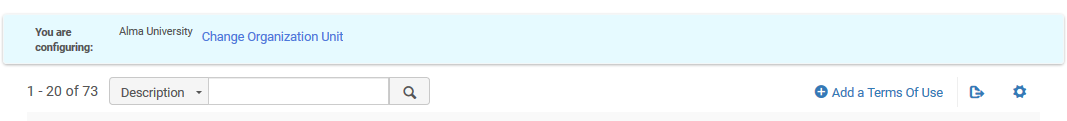 You are configuring:
Alma University
Change Organization Unit
1 - 20 of 73
Description
Add a Terms Of Use